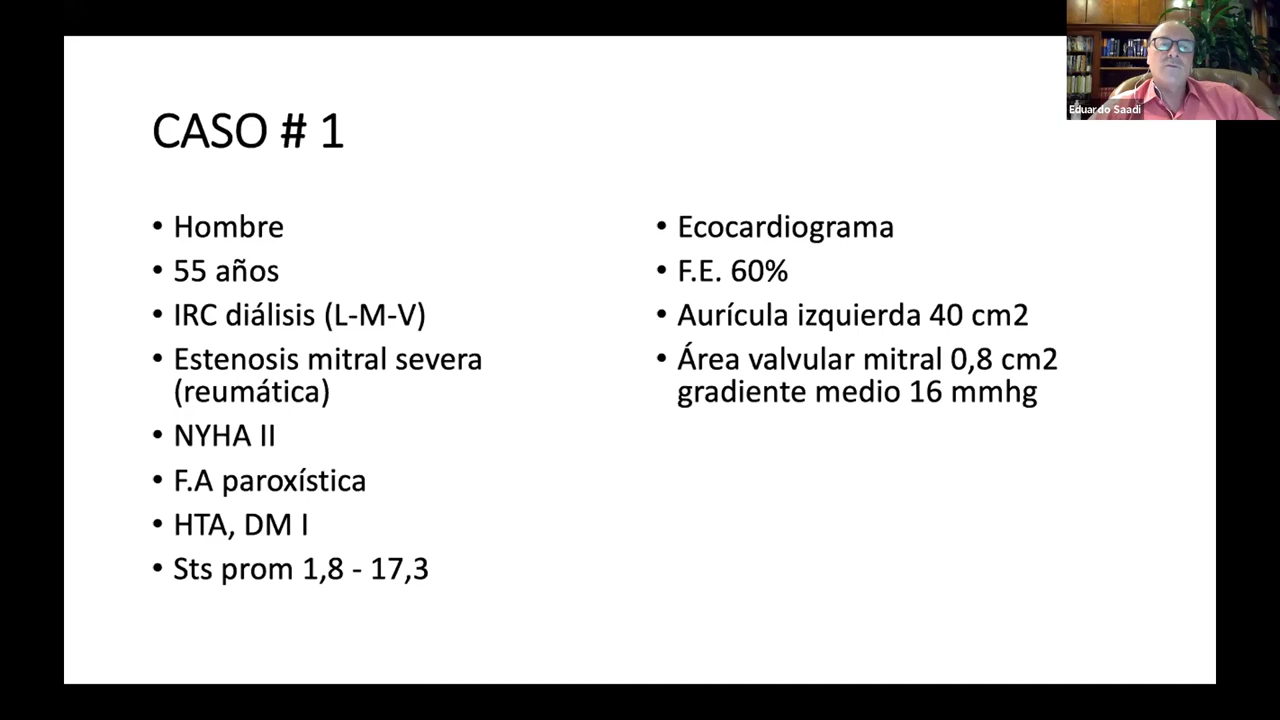 Eduardo Saadi
CASO # 1
• Hombre
• 55 años
• IRC diálisis (L-M-V)
• Estenosis mitral severa
(reumática)
• NYHA II
• F.A paroxística
• HTA, DM I
• Sts prom 1,8 - 17,3
• Ecocardiograma
• F.E. 60%
• Aurícula izquierda 40 cm2
• Área valvular mitral 0,8 cm2
gradiente medio 16 mmhg